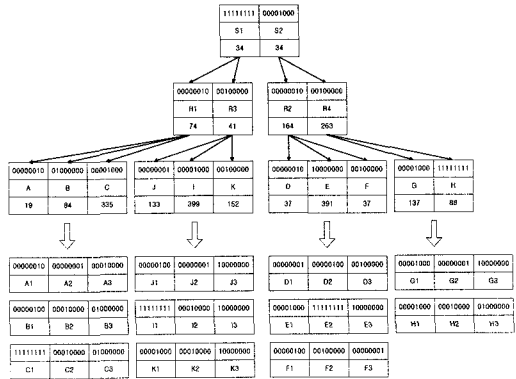 11111111 00001000
S1 S2
34 34
00000010 00100000 00000010 00100000
R1 R3 R2 R4
74 41 164 263
00000010 01000000 00001000 00000001 00001000 00100000 00000010 10000000 00100000 00001000 11111111
A B C J I K D E F G H
19 84 335 133 399 152 37 391 37 137 88
00000010 00000001 00010000 00000100 00000001 10000000 00000001 00000100 00100000 00001000 00000001 10000000
A1 A2 A3 J1 J2 J3 D1 D2 D3 G1 G2 G3
00000100 00010000 01000000 11111111 00010000 10000000 00001000 11111111 10000000 00001000 00010000 01000000
B1 B2 B3 I1 I2 I3 E1 E2 E3 H1 H2 H3
11111111 00010000 01000000 00001000 00010000 10000000 00000100 00100000 00000001
C1 C2 C3 K1 K2 K3 F1 F2 F3